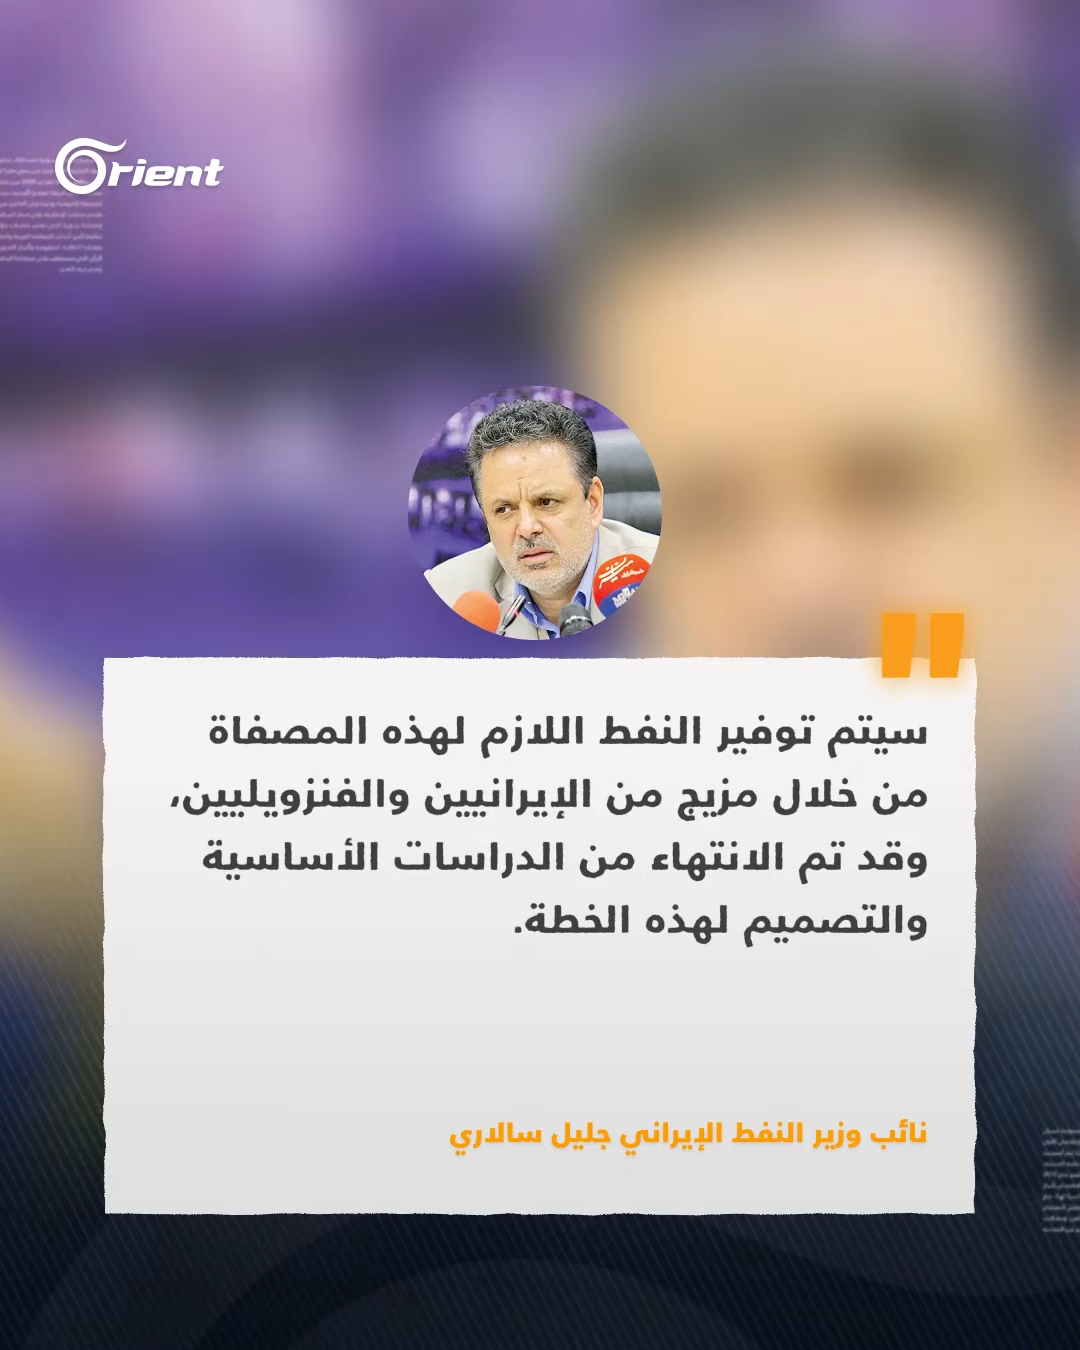 Orient
سيتم توفير النفط اللازم لهذه المصفاة
من خلال مزيج من الإيرانيين والفنزويليين،
وقد تم الانتهاء من الدراسات الأساسية
والتصميم لهذه الخطة.
نائب وزير النفط الإيراني جليل سالاري